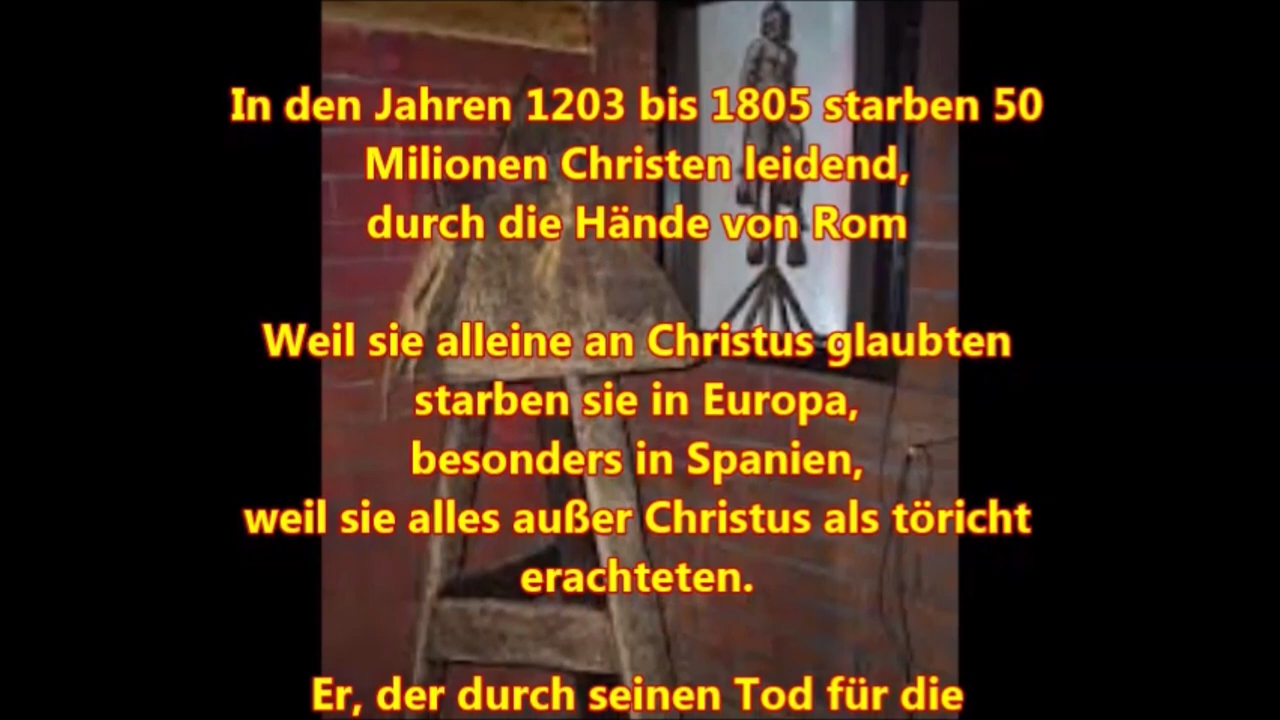 In den Jahren 1203 bis 1805 starben 50
Milionen Christen leidend,
durch die Hände von Rom
Weil sie alleine an Christus glaubten
starben sie in Europa,
besonders in Spanien,
weil sie alles außer Christus als töricht
erachteten.
Er, der durch seinen Tod für die